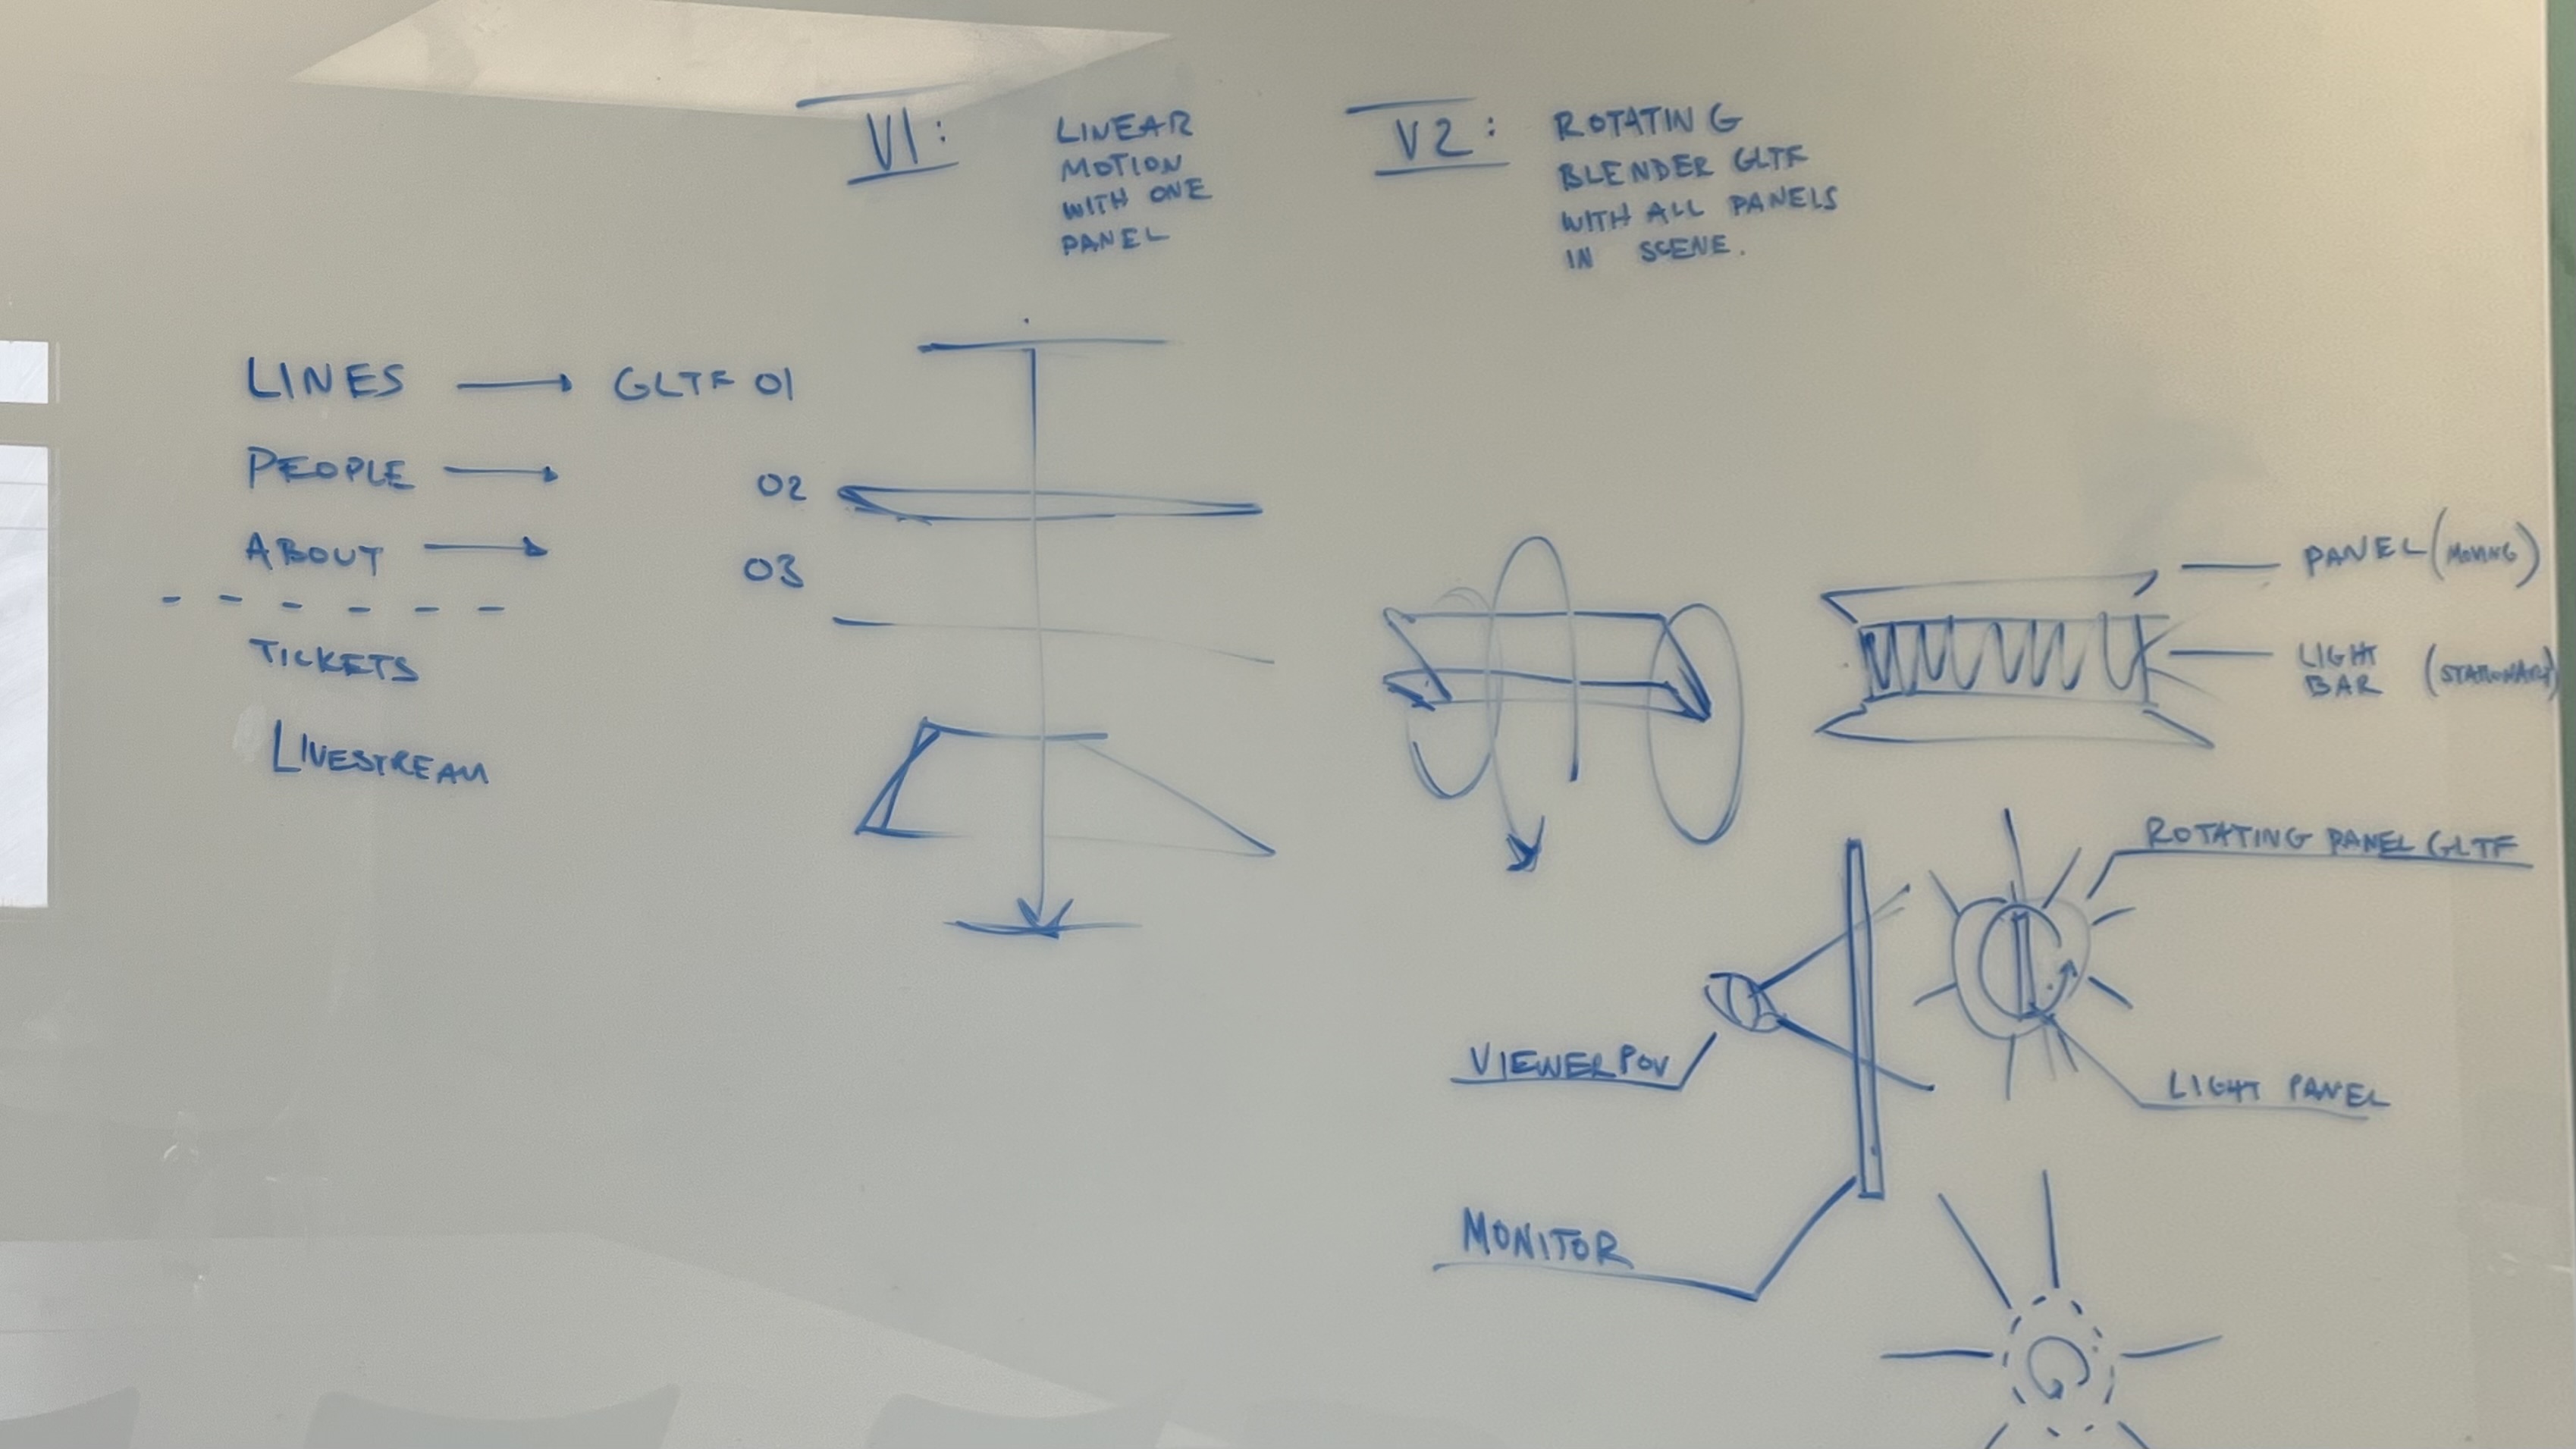 V1:
LINEAR
MOTION
WITH ONE
PANEL
V2:
ROTATING
BLENDER GLTF
WITH ALL PANELS
IN SCENE.
LINES → GLTF 01
PEOPLE → 02
ABOUT → 03
TICKETS
LIVESTREAM
PANEL (MOVING)
LIGHT
BAR (STATIONARY)
ROTATING PANEL GLTF
VIEWER POV
LIGHT PANEL
MONITOR